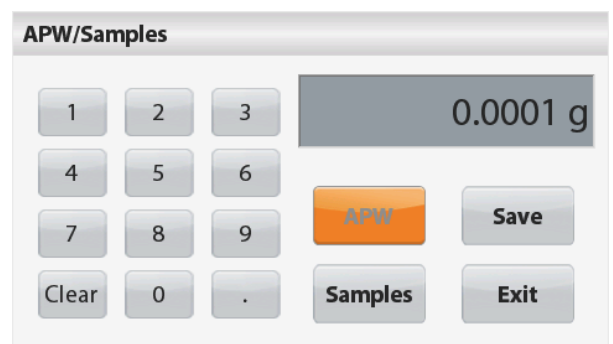 APW/Samples
1 2 3
0.0001 g
4 5 6
APW Save
7 8 9
Clear 0 .
Samples Exit